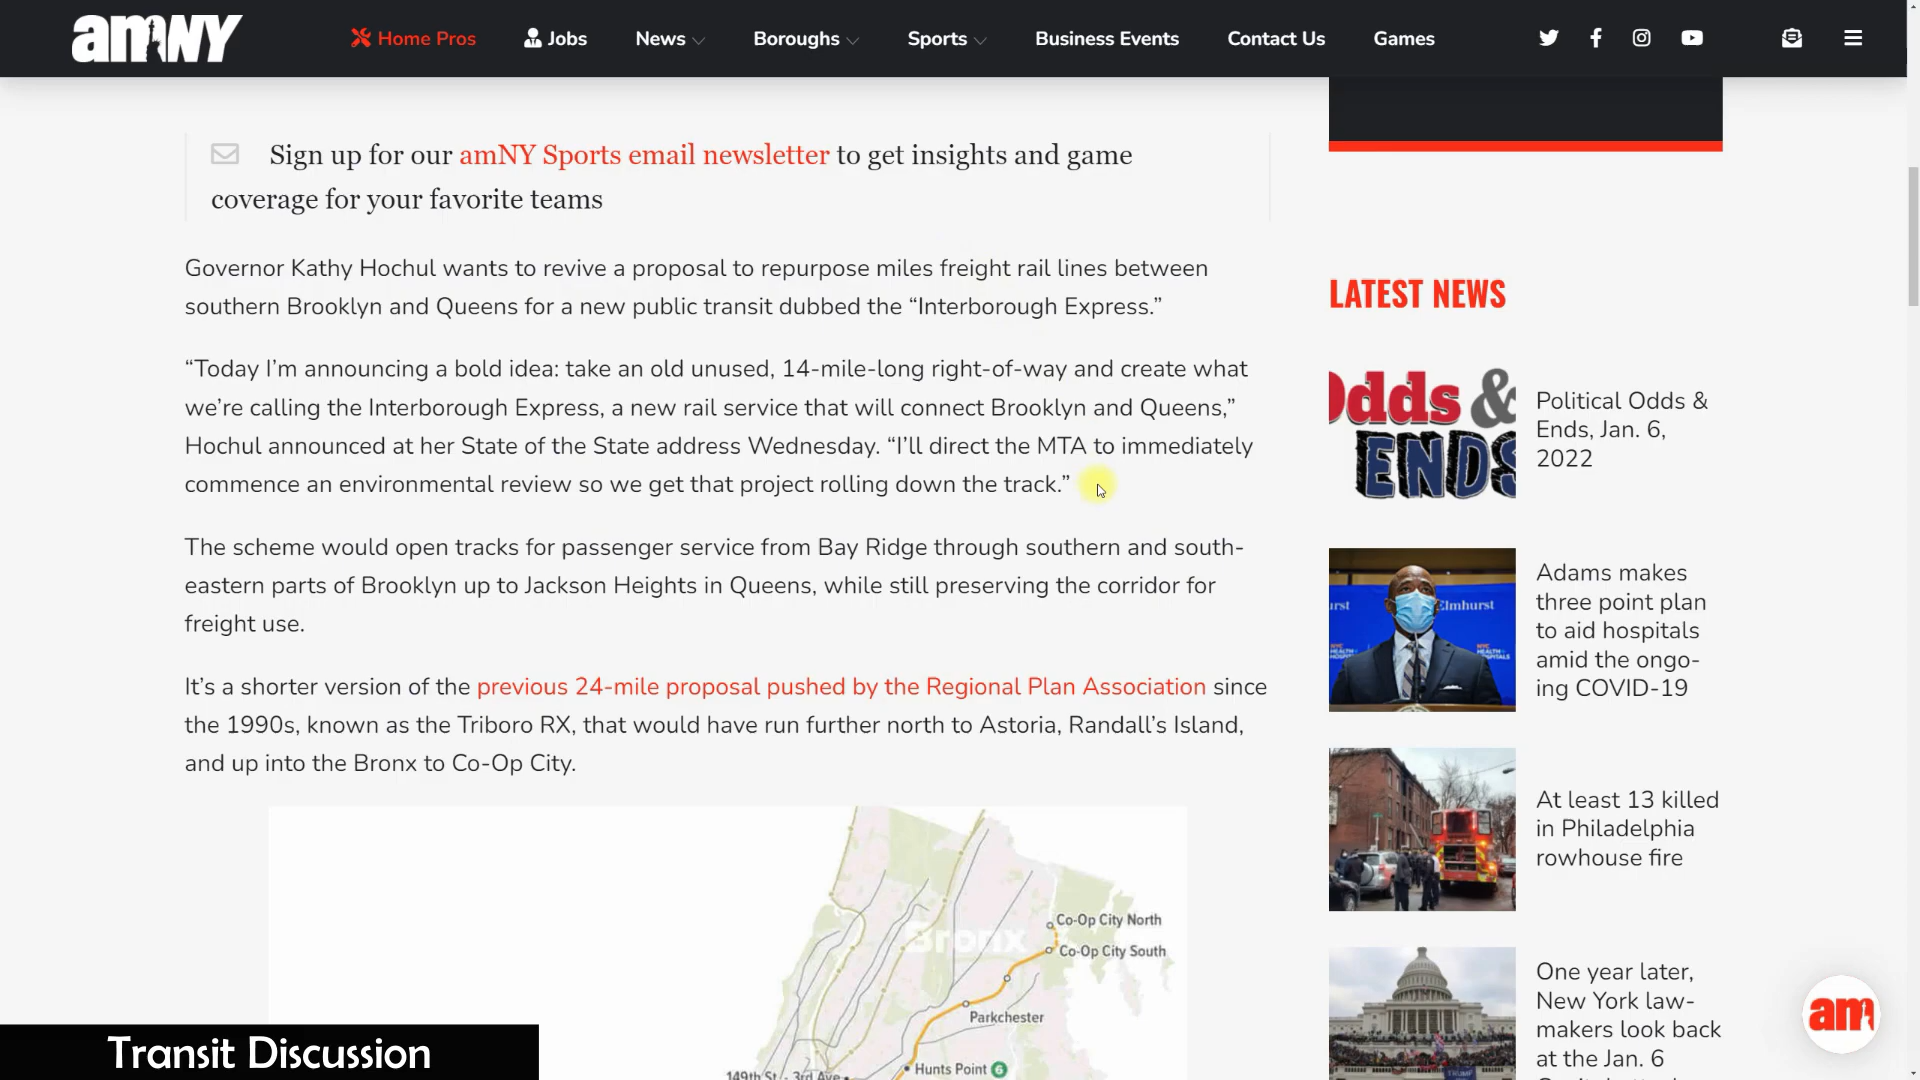 amNY
Home Pros
Jobs
News
Boroughs
Sports
Business Events
Contact Us
Games
Sign up for our amNY Sports email newsletter to get insights and game
coverage for your favorite teams
Governor Kathy Hochul wants to revive a proposal to repurpose miles freight rail lines between
southern Brooklyn and Queens for a new public transit dubbed the “Interborough Express.”
“Today I’m announcing a bold idea: take an old unused, 14-mile-long right-of-way and create what
we’re calling the Interborough Express, a new rail service that will connect Brooklyn and Queens,”
Hochul announced at her State of the State address Wednesday. “I’ll direct the MTA to immediately
commence an environmental review so we get that project rolling down the track.”
The scheme would open tracks for passenger service from Bay Ridge through southern and south-
eastern parts of Brooklyn up to Jackson Heights in Queens, while still preserving the corridor for
freight use.
It’s a shorter version of the previous 24-mile proposal pushed by the Regional Plan Association since
the 1990s, known as the Triboro RX, that would have run further north to Astoria, Randall’s Island,
and up into the Bronx to Co-Op City.
Bronx
Co-Op City North
Co-Op City South
Parkchester
Hunts Point 6
149th St - 3rd Ave
LATEST NEWS
Odds &
ENDS
Political Odds &
Ends, Jan. 6,
2022
Elmhurst
Adams makes
three point plan
to aid hospitals
amid the ongo-
ing COVID-19
At least 13 killed
in Philadelphia
rowhouse fire
TRUMP
One year later,
New York law-
makers look back
at the Jan. 6
am
Transit Discussion